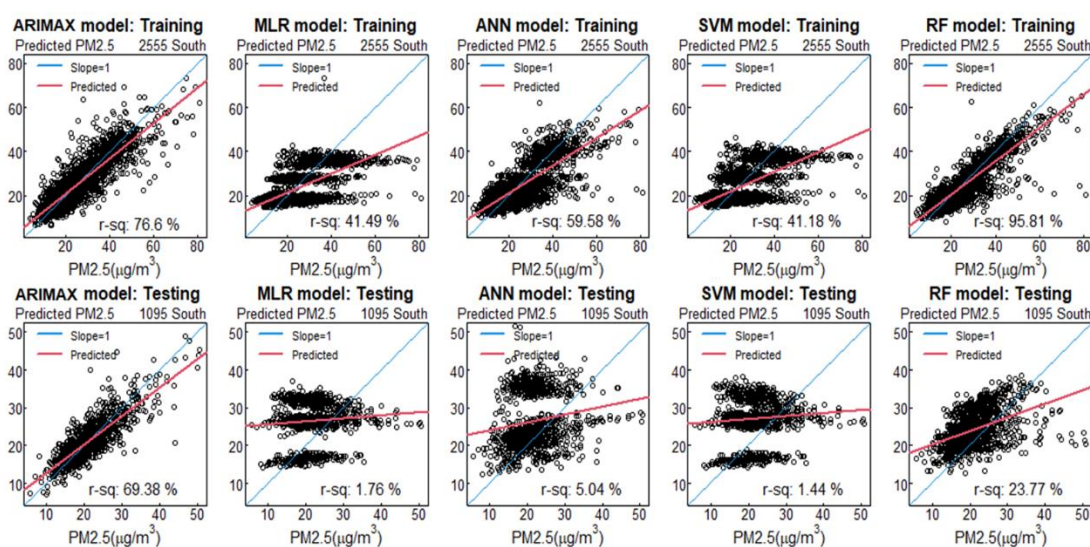 ARIMAX model: Training
Predicted PM2.5 2555 South
80
60
40
20
Slope=1
Predicted
r-sq: 76.6 %
20 40 60 80
PM2.5(μg/m³)
MLR model: Training
Predicted PM2.5 2555 South
80
60
40
20
Slope=1
Predicted
r-sq: 41.49 %
20 40 60 80
PM2.5(μg/m³)
ANN model: Training
Predicted PM2.5 2555 South
80
60
40
20
Slope=1
Predicted
r-sq: 59.58 %
20 40 60 80
PM2.5(μg/m³)
SVM model: Training
Predicted PM2.5 2555 South
80
60
40
20
Slope=1
Predicted
r-sq: 41.18 %
20 40 60 80
PM2.5(μg/m³)
RF model: Training
Predicted PM2.5 2555 South
80
60
40
20
Slope=1
Predicted
r-sq: 95.81 %
20 40 60 80
PM2.5(μg/m³)
ARIMAX model: Testing
Predicted PM2.5 1095 South
50
40
30
20
10
Slope=1
Predicted
r-sq: 69.38 %
10 20 30 40 50
PM2.5(μg/m³)
MLR model: Testing
Predicted PM2.5 1095 South
50
40
30
20
10
Slope=1
Predicted
r-sq: 1.76 %
10 20 30 40 50
PM2.5(μg/m³)
ANN model: Testing
Predicted PM2.5 1095 South
50
40
30
20
10
Slope=1
Predicted
r-sq: 5.04 %
10 20 30 40 50
PM2.5(μg/m³)
SVM model: Testing
Predicted PM2.5 1095 South
50
40
30
20
10
Slope=1
Predicted
r-sq: 1.44 %
10 20 30 40 50
PM2.5(μg/m³)
RF model: Testing
Predicted PM2.5 1095 South
50
40
30
20
10
Slope=1
Predicted
r-sq: 23.77 %
10 20 30 40 50
PM2.5(μg/m³)